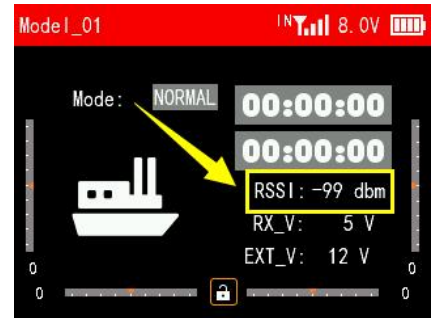 Model_01 IN 8.0V
Mode: NORMAL 00:00:00
00:00:00
RSSI:-99 dbm
RX_V: 5 V
EXT_V: 12 V
0 0
0 0